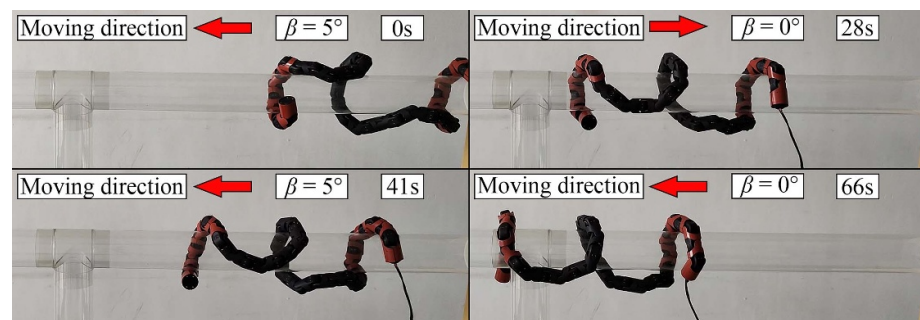 Moving direction β = 5° 0s
Moving direction β = 0° 28s
Moving direction β = 5° 41s
Moving direction β = 0° 66s